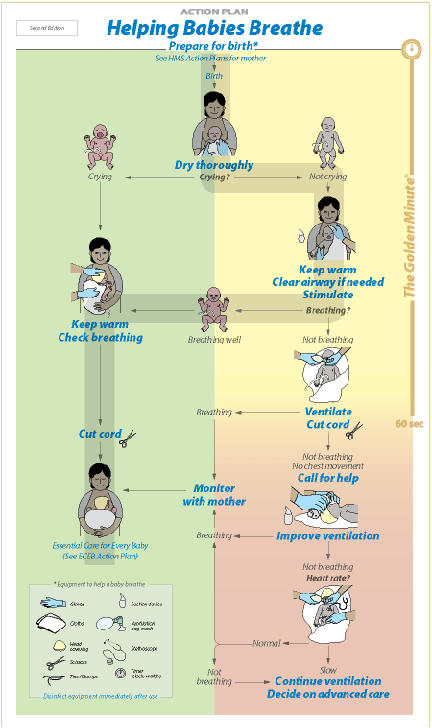 ACTION PLAN
Second Edition
Helping Babies Breathe
Prepare for birth*
See HMS Action Plans for mother
Birth
Dry thoroughly
Crying
Crying?
Not crying
The Golden Minute®
Keep warm
Clear airway if needed
Stimulate
Keep warm
Check breathing
Breathing well
Breathing?
Not breathing
Breathing
Ventilate
Cut cord
60 sec
Cut cord
Not breathing
No chest movement
Call for help
Monitor
with mother
Breathing
Improve ventilation
Essential Care for Every Baby
(See ECEB Action Plan)
Not breathing
Heart rate?
* Equipment to help a baby breathe
Gloves
Suction device
Cloths
Ventilation
bag-mask
Head
covering
Stethoscope
Scissors
Timer
(clock, watch)
Ties/clamps
Disinfect equipment immediately after use
Normal
Not
breathing
Slow
Continue ventilation
Decide on advanced care